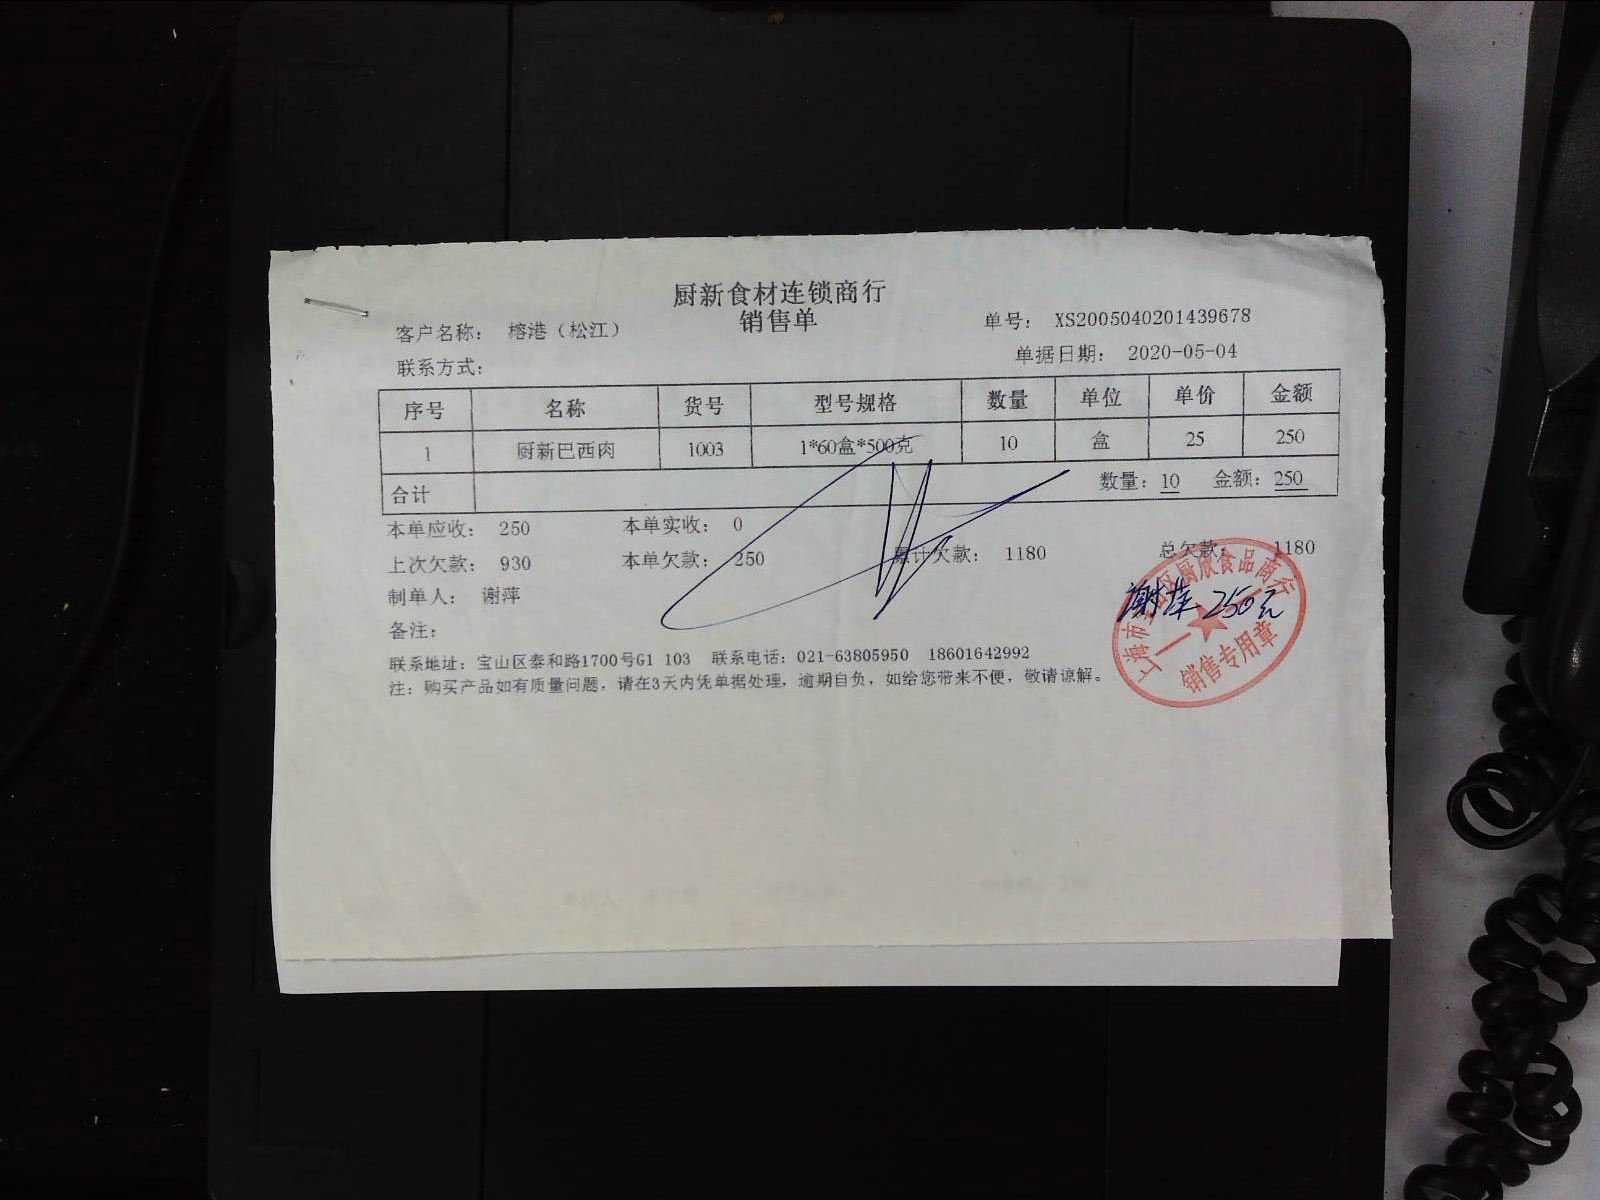 厨新食材连锁商行
销售单
客户名称： 榕港（松江） 单号： XS2005040201439678
联系方式： 单据日期： 2020-05-04
序号 名称 货号 型号规格 数量 单位 单价 金额
1 厨新巴西肉 1003 1*60盒*500克 10 盒 25 250
合计 数量：10 金额：250
本单应收： 250 本单实收： 0
上次欠款： 930 本单欠款： 250 累计欠款： 1180 总欠款： 1180
制单人： 谢萍
谢萍 250元
备注：
联系地址：宝山区泰和路1700号G1 103 联系电话：021-63805950 18601642992
注：购买产品如有质量问题，请在3天内凭单据处理，逾期自负，如给您带来不便，敬请谅解。
销售专用章